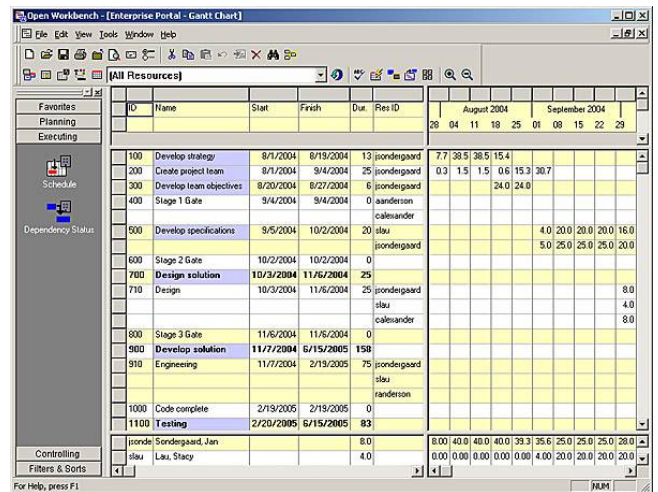 Open Workbench - [Enterprise Portal - Gantt Chart]
File Edit View Tools Window Help
[All Resources]
Favorites
Planning
Executing
Schedule
Dependency Status
Controlling
Filters & Sorts
ID Name Start Finish Dur. Res ID August 2004 September 2004
28 04 11 18 25 01 08 15 22 29
100 Develop strategy 8/1/2004 8/19/2004 13 jsondergaard 7.7 38.5 38.5 15.4
200 Create project team 8/1/2004 9/4/2004 25 jsondergaard 0.3 1.5 1.5 0.6 15.3 30.7
300 Develop team objectives 8/20/2004 8/27/2004 6 jsondergaard 24.0 24.0
400 Stage 1 Gate 9/4/2004 9/4/2004 0 aanderson
calexander
500 Develop specifications 9/5/2004 10/2/2004 20 slau 4.0 20.0 20.0 20.0 16.0
jsondergaard 5.0 25.0 25.0 25.0 20.0
600 Stage 2 Gate 10/2/2004 10/2/2004 0
700 Design solution 10/3/2004 11/6/2004 25
710 Design 10/3/2004 11/6/2004 25 jsondergaard 8.0
slau 4.0
calexander 8.0
800 Stage 3 Gate 11/6/2004 11/6/2004 0
900 Develop solution 11/7/2004 6/15/2005 158
910 Engineering 11/7/2004 2/19/2005 75 jsondergaard
slau
randerson
1000 Code complete 2/19/2005 2/19/2005 0
1100 Testing 2/20/2005 6/15/2005 83
jsonde Sondergaard, Jan 8.0 8.00 40.0 40.0 40.0 39.3 35.6 25.0 25.0 25.0 28.0
slau Lau, Stacy 4.0 0.00 0.00 0.00 0.00 0.00 4.00 20.0 20.0 20.0 20.0
For Help, press F1 NUM